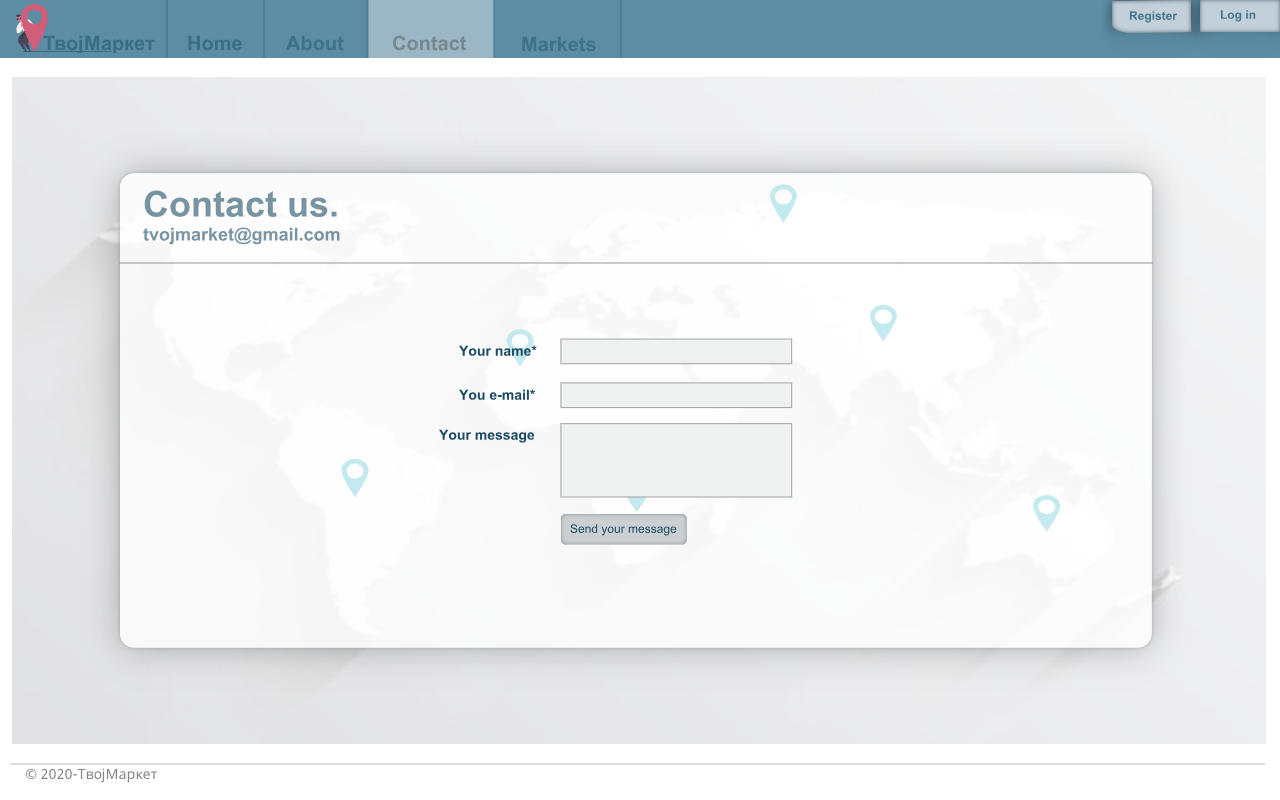 ТвојМаркет Home About Contact Markets Register Log in
Contact us.
tvojmarket@gmail.com
Your name*
You e-mail*
Your message
Send your message
© 2020-ТвојМаркет